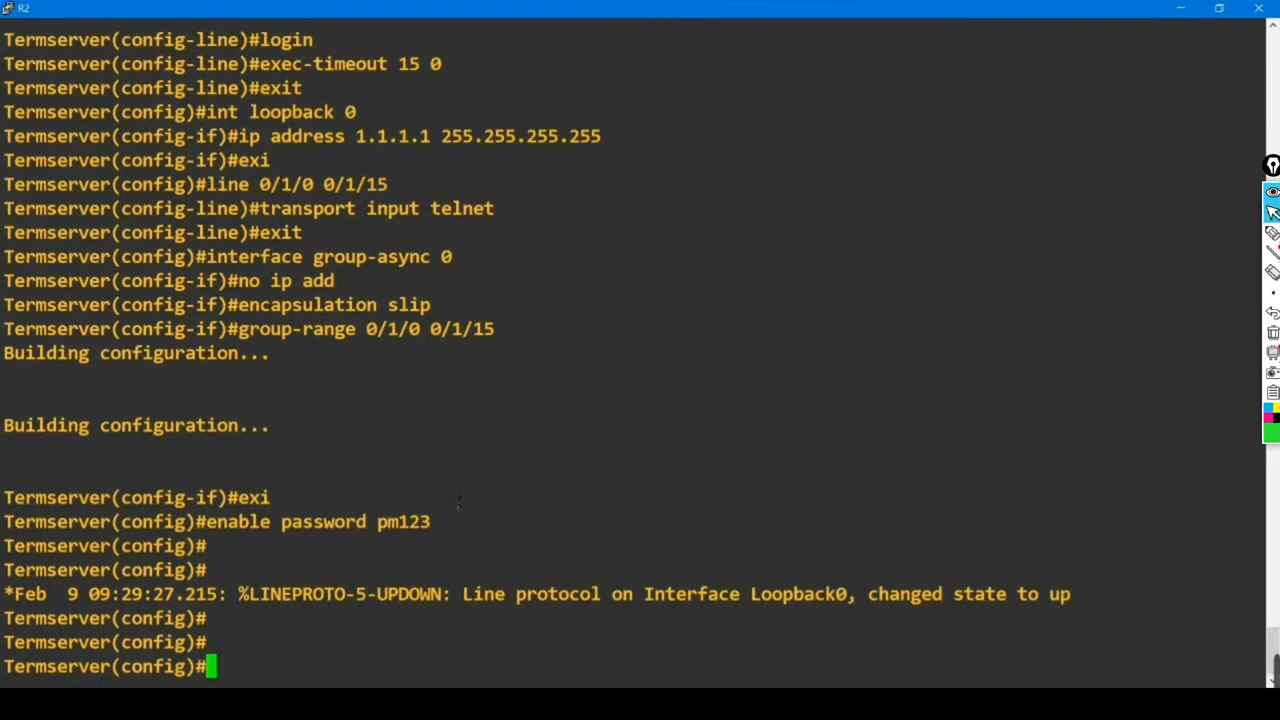 R2
Termserver(config-line)#login
Termserver(config-line)#exec-timeout 15 0
Termserver(config-line)#exit
Termserver(config)#int loopback 0
Termserver(config-if)#ip address 1.1.1.1 255.255.255.255
Termserver(config-if)#exi
Termserver(config)#line 0/1/0 0/1/15
Termserver(config-line)#transport input telnet
Termserver(config-line)#exit
Termserver(config)#interface group-async 0
Termserver(config-if)#no ip add
Termserver(config-if)#encapsulation slip
Termserver(config-if)#group-range 0/1/0 0/1/15
Building configuration...
Building configuration...
Termserver(config-if)#exi
Termserver(config)#enable password pm123
Termserver(config)#
Termserver(config)#
*Feb  9 09:29:27.215: %LINEPROTO-5-UPDOWN: Line protocol on Interface Loopback0, changed state to up
Termserver(config)#
Termserver(config)#
Termserver(config)#